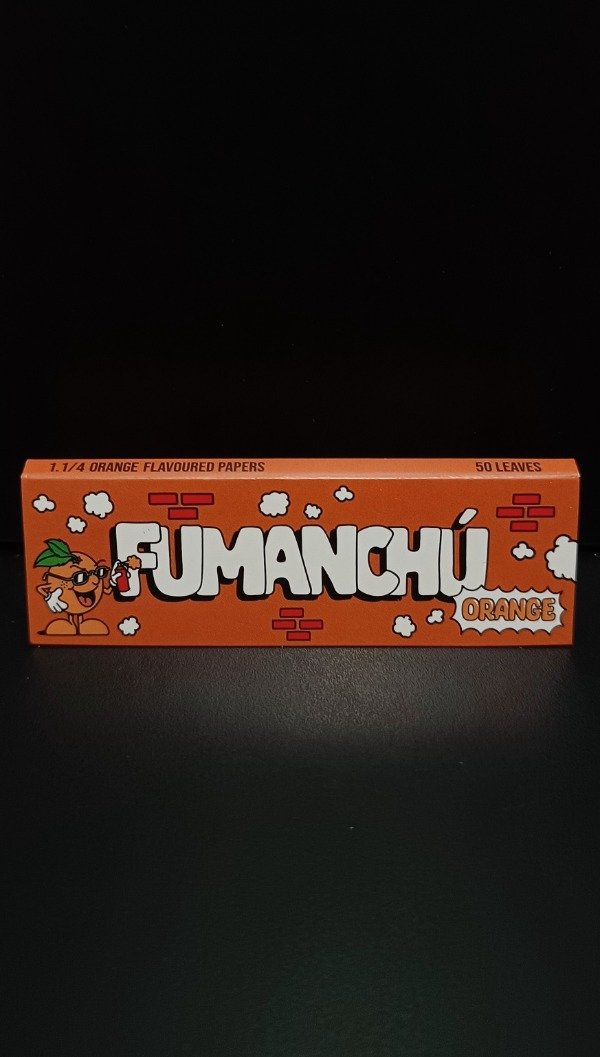 1.1/4 ORANGE FLAVOURED PAPERS 50 LEAVES
FUMANCHÚ
ORANGE